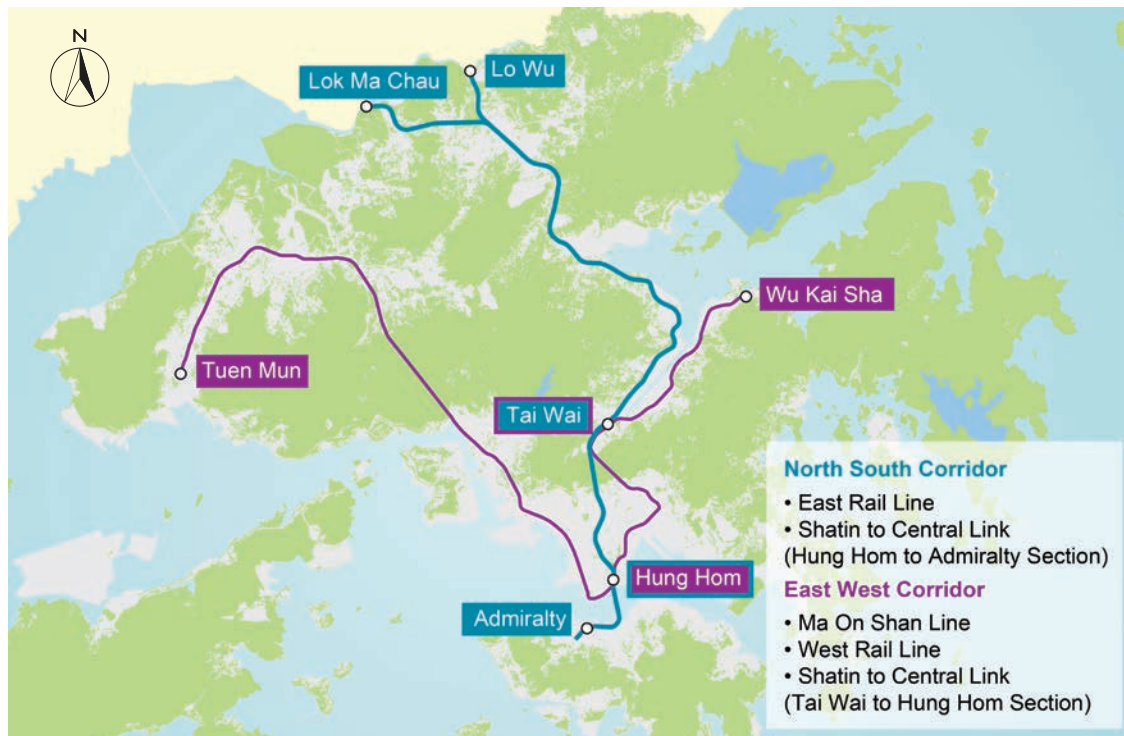 N
Lo Wu
Lok Ma Chau
Wu Kai Sha
Tuen Mun
Tai Wai
Hung Hom
Admiralty
North South Corridor
• East Rail Line
• Shatin to Central Link
(Hung Hom to Admiralty Section)
East West Corridor
• Ma On Shan Line
• West Rail Line
• Shatin to Central Link
(Tai Wai to Hung Hom Section)